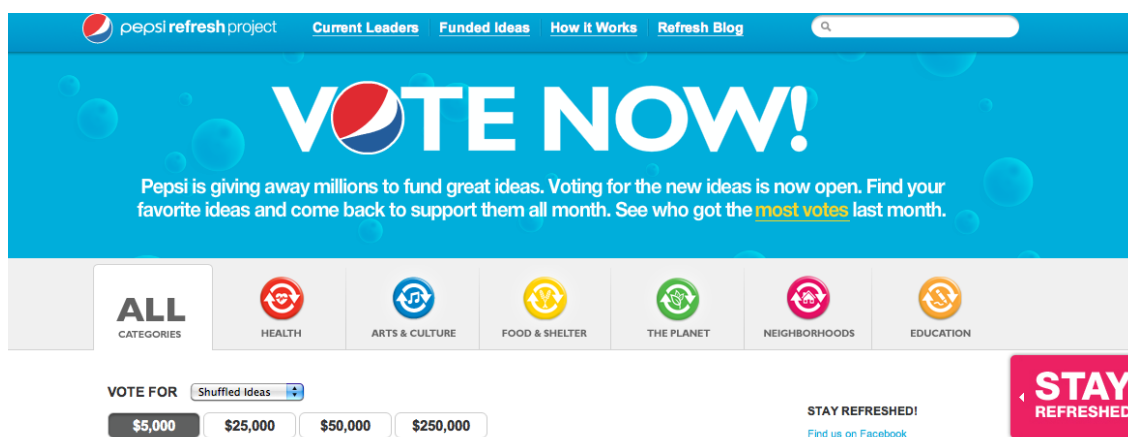 pepsi refresh project Current Leaders Funded Ideas How It Works Refresh Blog
VOTE NOW!
Pepsi is giving away millions to fund great ideas. Voting for the new ideas is now open. Find your
favorite ideas and come back to support them all month. See who got the most votes last month.
ALL
CATEGORIES
HEALTH
ARTS & CULTURE
FOOD & SHELTER
THE PLANET
NEIGHBORHOODS
EDUCATION
VOTE FOR Shuffled Ideas
$5,000 $25,000 $50,000 $250,000
STAY REFRESHED!
Find us on Facebook
STAY
REFRESHED